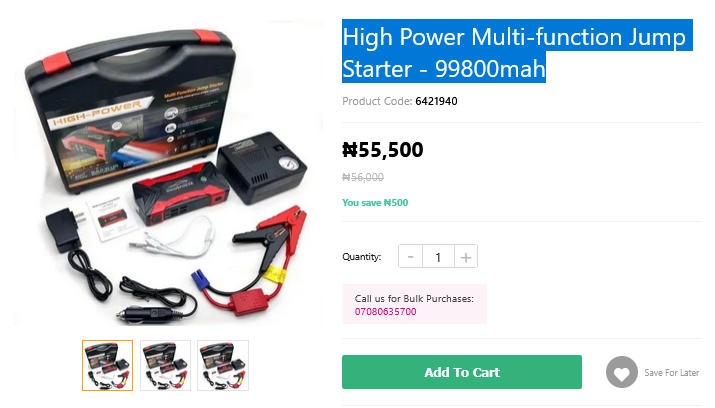 Multi Function Jump Starter
HIGH-POWER
High Power Multi-function Jump
Starter - 99800mah
Product Code: 6421940
₦55,500
₦56,000
You save ₦500
Quantity:
-
1
+
Call us for Bulk Purchases:
07080635700
Add To Cart
Save For Later